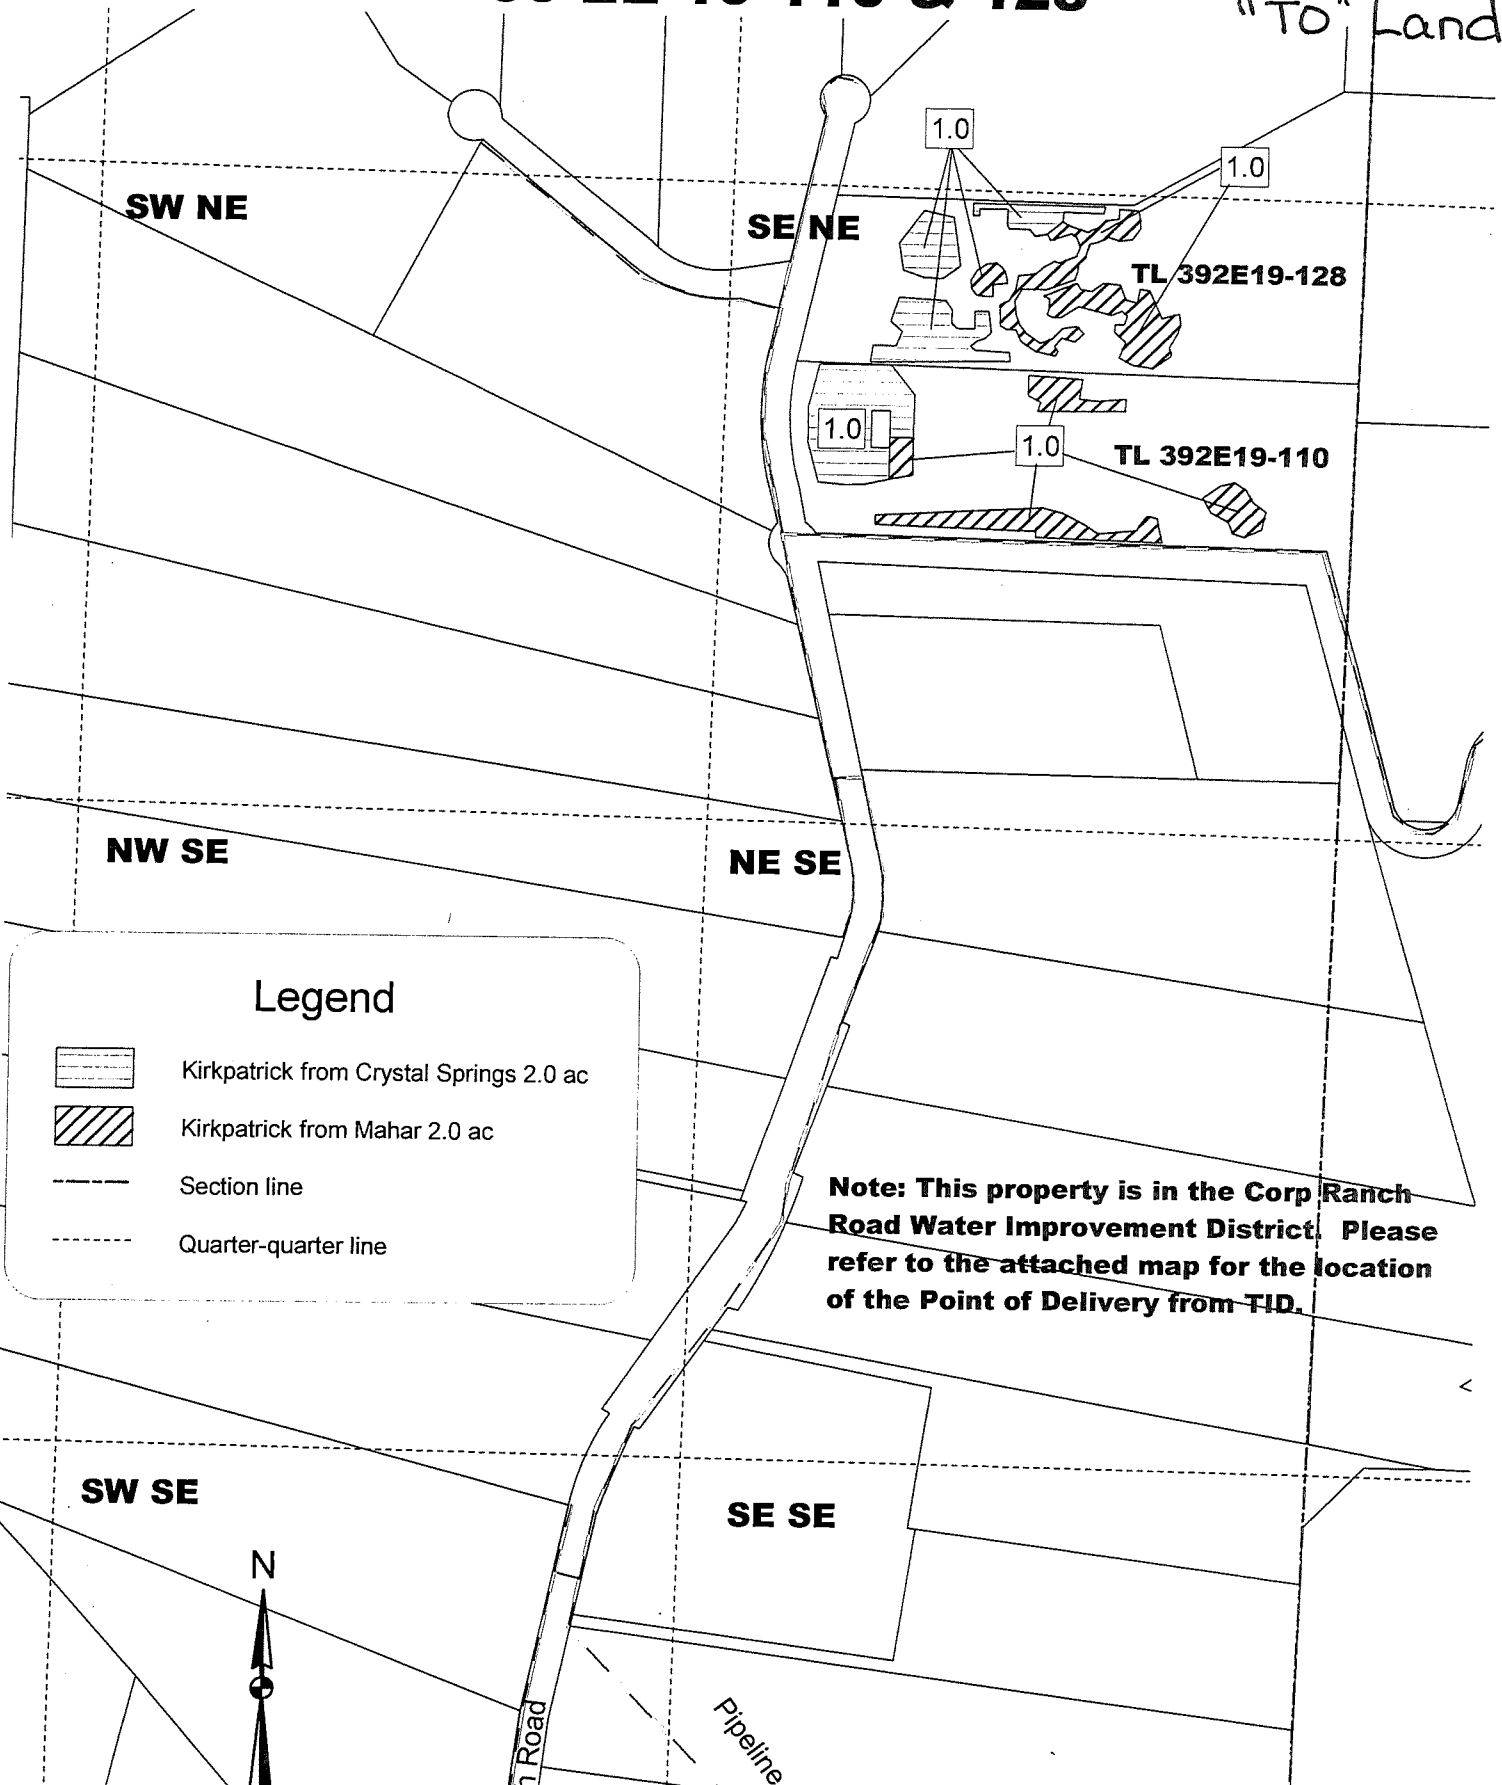 "TO" Land
1.0
1.0
SW NE
SE NE
TL 392E19-128
1.0
1.0
TL 392E19-110
NW SE
NE SE
Legend
Kirkpatrick from Crystal Springs 2.0 ac
Kirkpatrick from Mahar 2.0 ac
Section line
Quarter-quarter line
Note: This property is in the Corp Ranch
Road Water Improvement District. Please
refer to the attached map for the location
of the Point of Delivery from TID.
SW SE
SE SE
N
Road
Pipeline